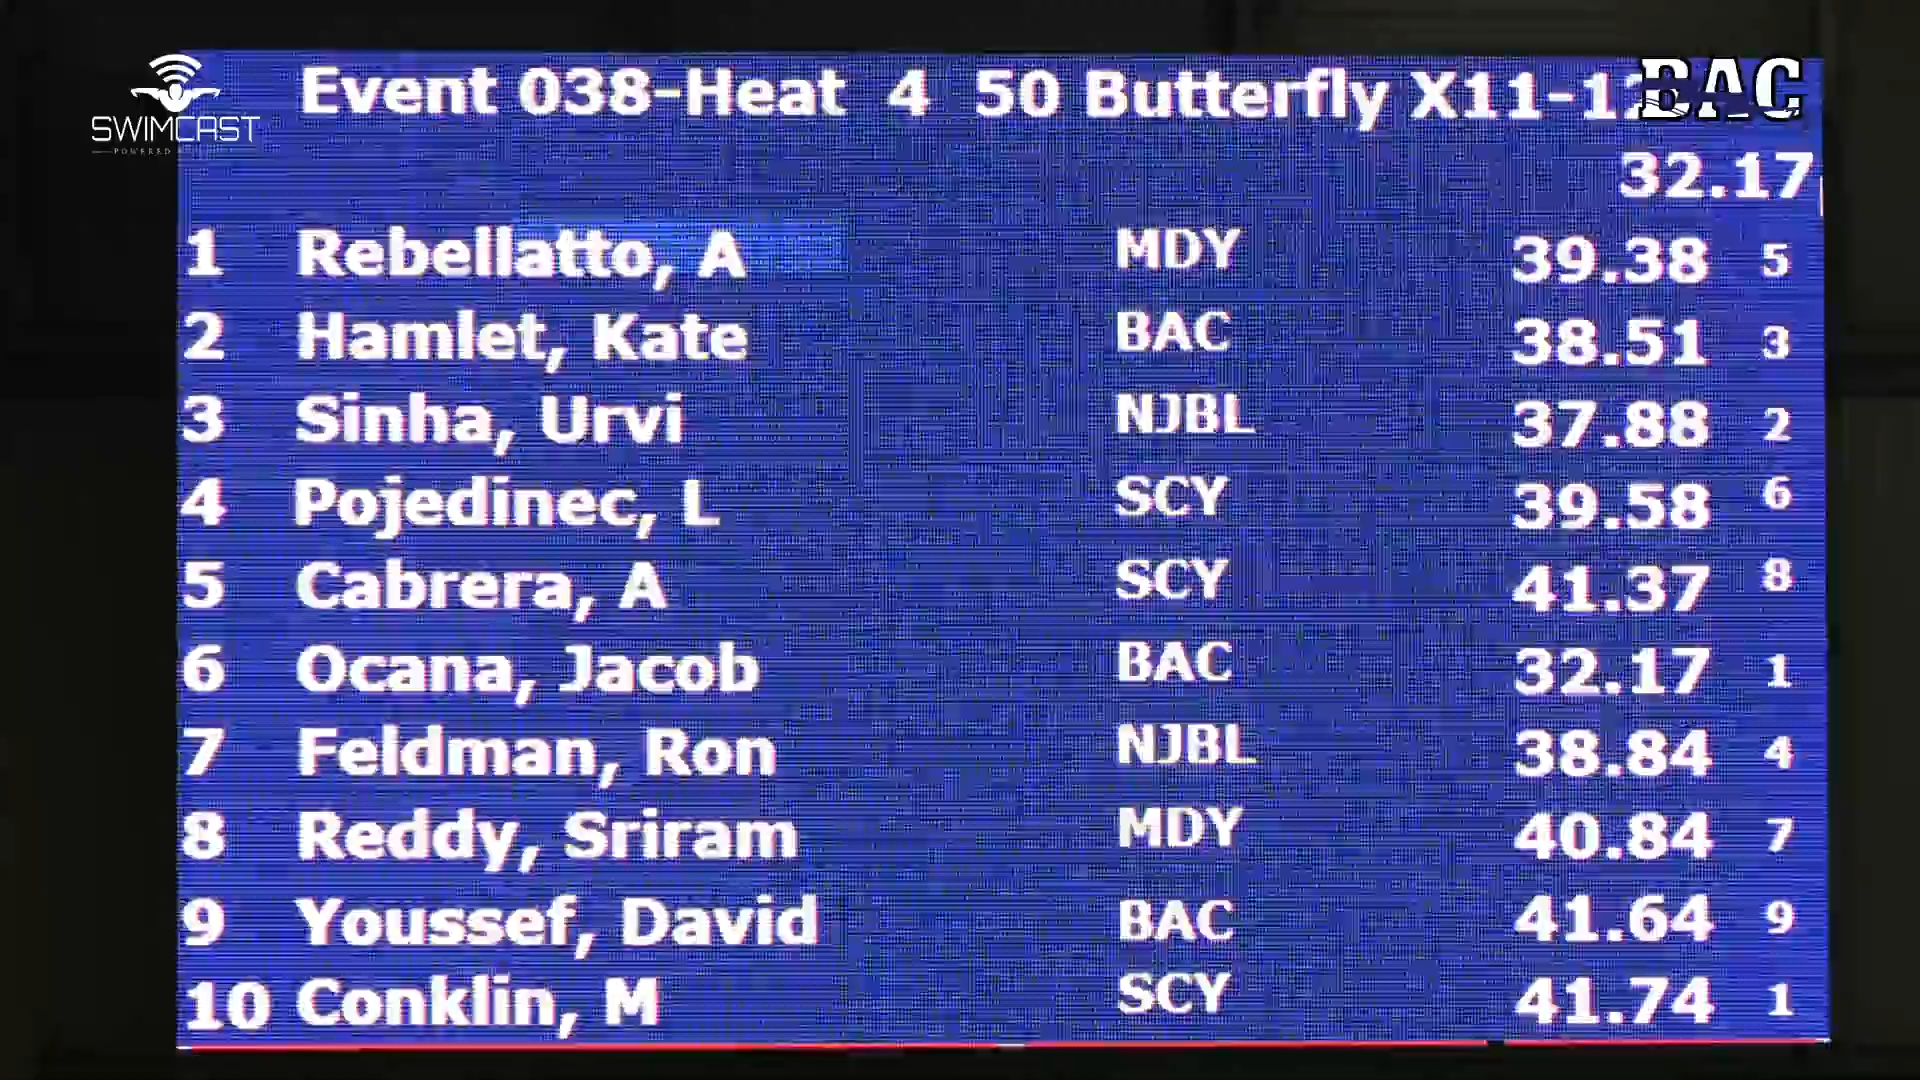 SWIMCAST
POWERED
BAC
Event 038-Heat 4 50 Butterfly X11-12
32.17
1 Rebellatto, A MDY 39.38 5
2 Hamlet, Kate BAC 38.51 3
3 Sinha, Urvi NJBL 37.88 2
4 Pojedinec, L SCY 39.58 6
5 Cabrera, A SCY 41.37 8
6 Ocana, Jacob BAC 32.17 1
7 Feldman, Ron NJBL 38.84 4
8 Reddy, Sriram MDY 40.84 7
9 Youssef, David BAC 41.64 9
10 Conklin, M SCY 41.74 1